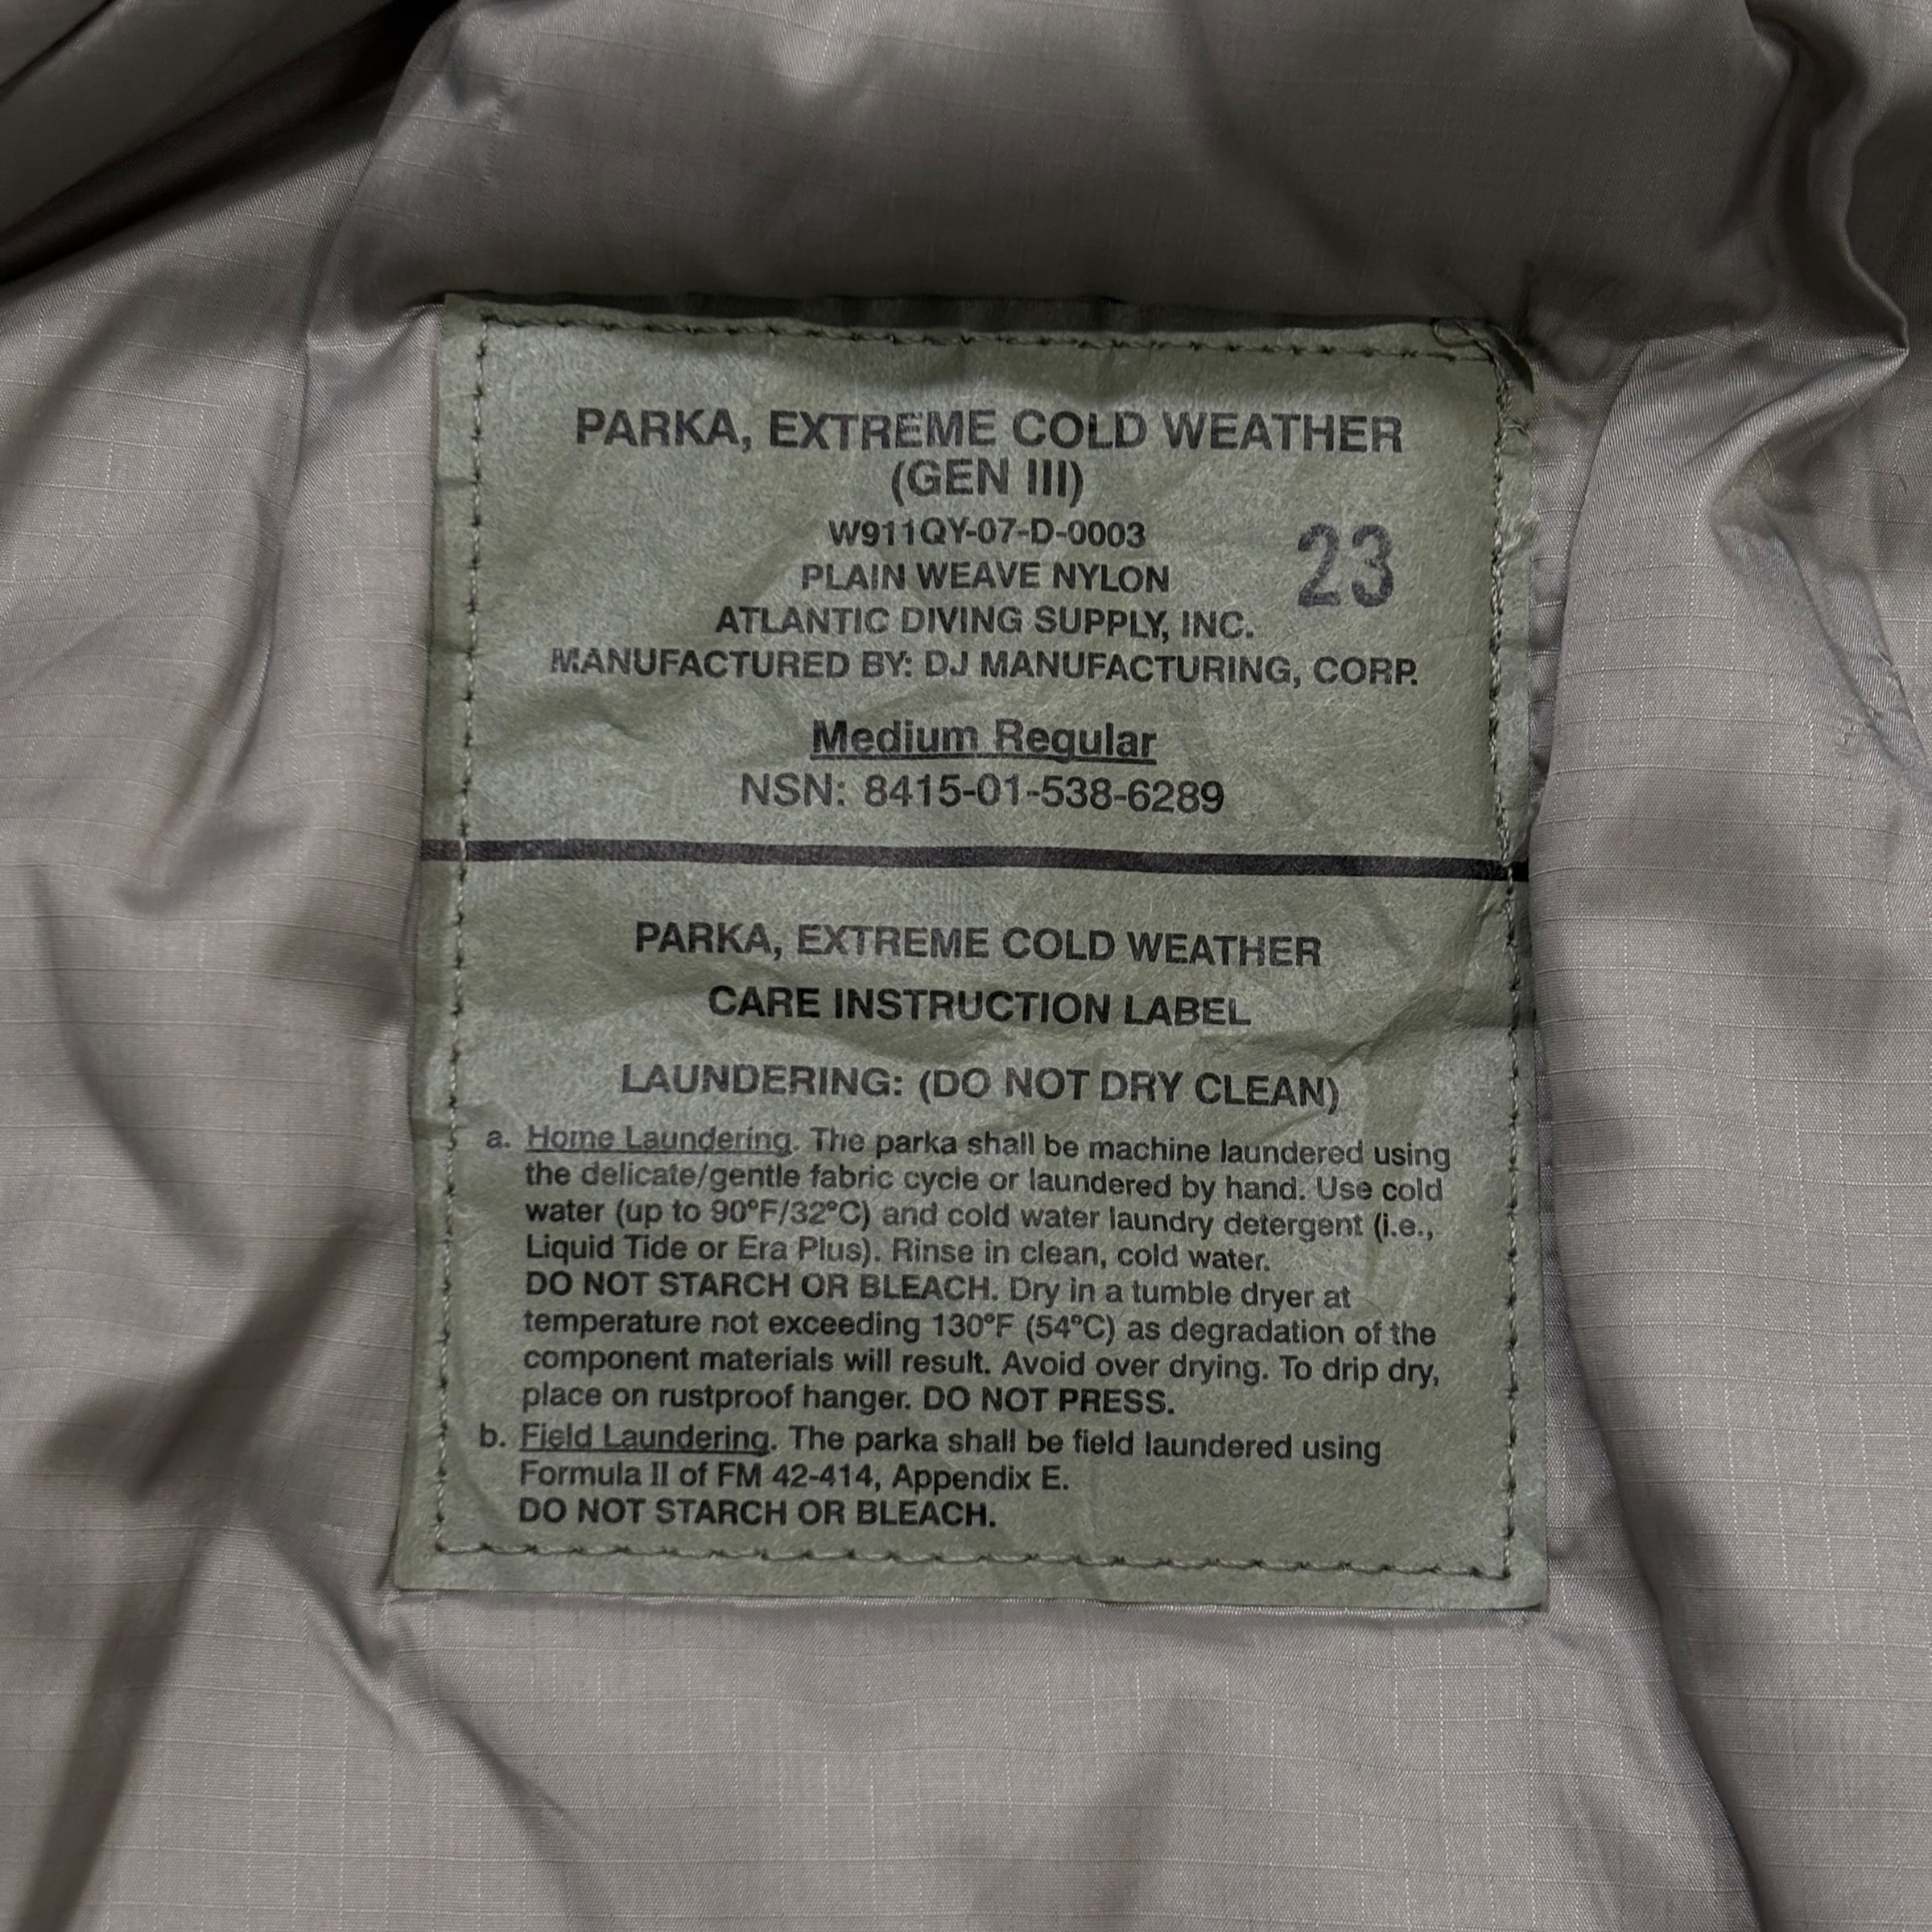 PARKA, EXTREME COLD WEATHER
(GEN III)
W911QY-07-D-0003
23
PLAIN WEAVE NYLON
ATLANTIC DIVING SUPPLY, INC.
MANUFACTURED BY: DJ MANUFACTURING, CORP.
Medium Regular
NSN: 8415-01-538-6289
PARKA, EXTREME COLD WEATHER
CARE INSTRUCTION LABEL
LAUNDERING: (DO NOT DRY CLEAN)
a. Home Laundering. The parka shall be machine laundered using
the delicate/gentle fabric cycle or laundered by hand. Use cold
water (up to 90°F/32°C) and cold water laundry detergent (i.e.,
Liquid Tide or Era Plus). Rinse in clean, cold water.
DO NOT STARCH OR BLEACH. Dry in a tumble dryer at
temperature not exceeding 130°F (54°C) as degradation of the
component materials will result. Avoid over drying. To drip dry,
place on rustproof hanger. DO NOT PRESS.
b. Field Laundering. The parka shall be field laundered using
Formula II of FM 42-414, Appendix E.
DO NOT STARCH OR BLEACH.